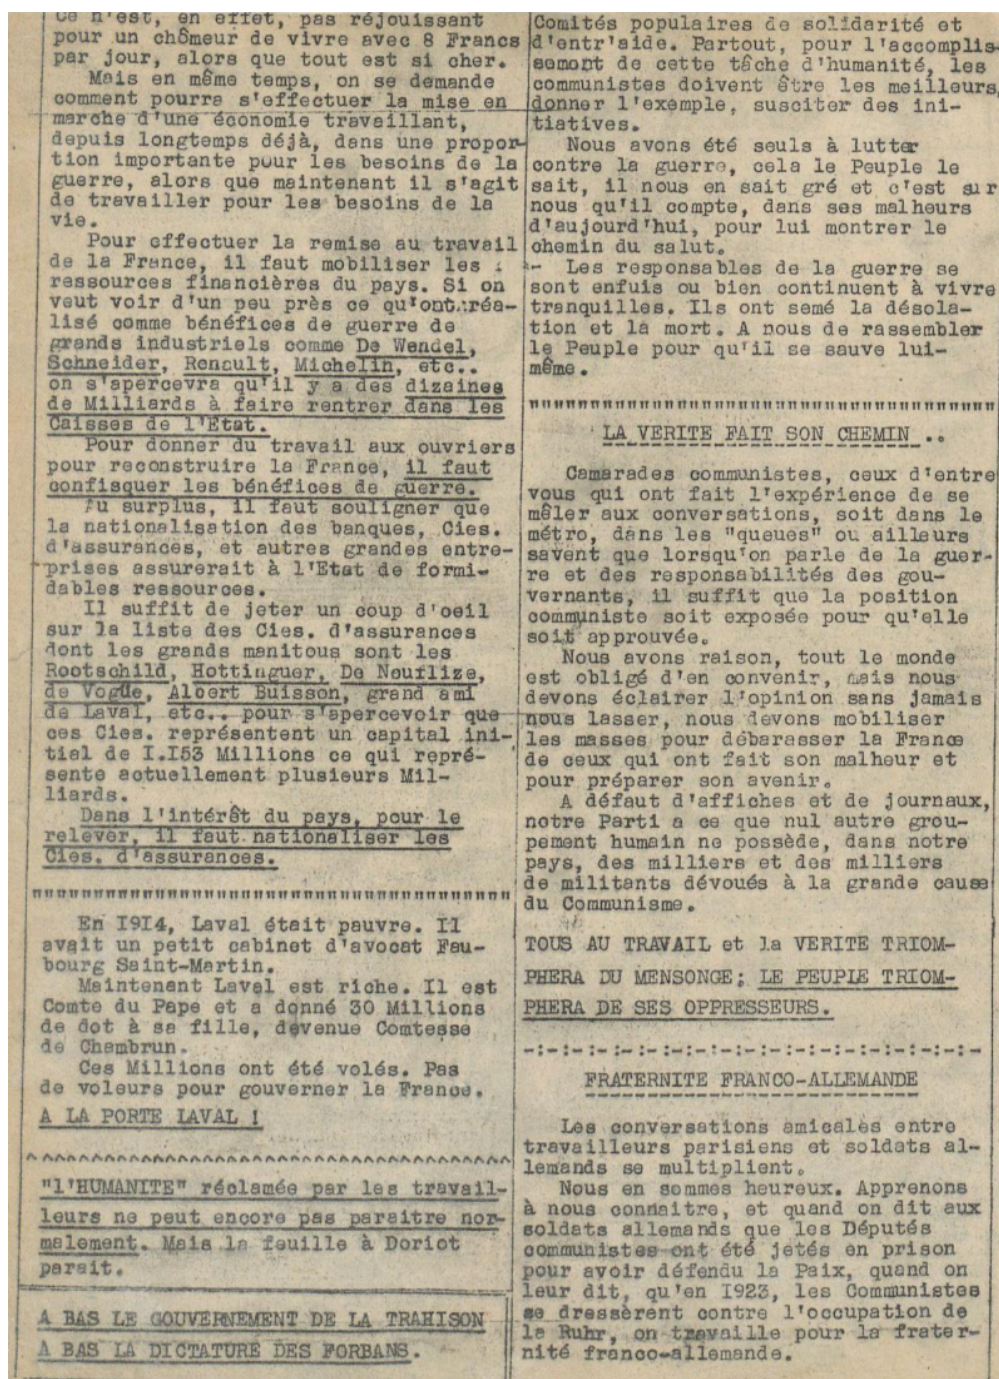 Ce n'est, en effet, pas réjouissant
pour un chômeur de vivre avec 8 Francs
par jour, alors que tout est si cher.
Mais en même temps, on se demande
comment pourra s'effectuer la mise en
marche d'une économie travaillant,
depuis longtemps déjà, dans une propor-
tion importante pour les besoins de la
guerre, alors que maintenant il s'agit
de travailler pour les besoins de la
vie.
Pour effectuer la remise au travail
de la France, il faut mobiliser les
ressources financières du pays. Si on
veut voir d'un peu près ce qu'ont réa-
lisé comme bénéfices de guerre de
grands industriels comme De Wendel,
Schneider, Renault, Michelin, etc..
on s'apercevra qu'il y a des dizaines
de Milliards à faire rentrer dans les
Caisses de l'Etat.
Pour donner du travail aux ouvriers
pour reconstruire la France, il faut
confisquer les bénéfices de guerre.
Au surplus, il faut souligner que
la nationalisation des banques, Cies.
d'assurances, et autres grandes entre-
prises assurerait à l'Etat de formi-
dables ressources.
Il suffit de jeter un coup d'oeil
sur la liste des Cies. d'assurances
dont les grands manitous sont les
Rootschild, Hottinguer, De Neuflize,
de Vogüe, Albert Buisson, grand ami
de Laval, etc.. pour s'apercevoir que
ces Cies. représentent un capital ini-
tial de I.I53 Millions ce qui repré-
sente actuellement plusieurs Mil-
liards.
Dans l'intérêt du pays, pour le
relever, il faut nationaliser les
Cies. d'assurances.
""""""""""""""""""""""""""""""""""""""
En I9I4, Laval était pauvre. Il
avait un petit cabinet d'avocat Fau-
bourg Saint-Martin.
Maintenant Laval est riche. Il est
Comte du Pape et a donné 30 Millions
de dot à sa fille, devenue Comtesse
de Chambrun.
Ces Millions ont été volés. Pas
de voleurs pour gouverner la France.
A LA PORTE LAVAL !
^^^^^^^^^^^^^^^^^^^^^^^^^^^^^^^^^^^^^^
"l'HUMANITE" réclamée par les travail-
leurs ne peut encore pas paraitre nor-
malement. Mais la feuille à Doriot
parait.
A BAS LE GOUVERNEMENT DE LA TRAHISON
A BAS LA DICTATURE DES FORBANS.
Comités populaires de solidarité et
d'entr'aide. Partout, pour l'accomplis-
sement de cette tâche d'humanité, les
communistes doivent être les meilleurs,
donner l'exemple, susciter des ini-
tiatives.
Nous avons été seuls à lutter
contre la guerre, cela le Peuple le
sait, il nous en sait gré et c'est sur
nous qu'il compte, dans ses malheurs
d'aujourd'hui, pour lui montrer le
chemin du salut.
- Les responsables de la guerre se
sont enfuis ou bien continuent à vivre
tranquilles. Ils ont semé la désola-
tion et la mort. A nous de rassembler
le Peuple pour qu'il se sauve lui-
même.
""""""""""""""""""""""""""""""""""""""
LA VERITE FAIT SON CHEMIN ..
Camarades communistes, ceux d'entre
vous qui ont fait l'expérience de se
mêler aux conversations, soit dans le
métro, dans les "queues" ou ailleurs
savent que lorsqu'on parle de la guer-
re et des responsabilités des gou-
vernants, il suffit que la position
communiste soit exposée pour qu'elle
soit approuvée.
Nous avons raison, tout le monde
est obligé d'en convenir, mais nous
devons éclairer l'opinion sans jamais
nous lasser, nous devons mobiliser
les masses pour débarasser la France
de ceux qui ont fait son malheur et
pour préparer son avenir.
A défaut d'affiches et de journaux,
notre Parti a ce que nul autre grou-
pement humain ne possède, dans notre
pays, des milliers et des milliers
de militants dévoués à la grande cause
du Communisme.
TOUS AU TRAVAIL et la VERITE TRIOM-
PHERA DU MENSONGE; LE PEUPLE TRIOM-
PHERA DE SES OPPRESSEURS.
-:-:-:-:-:-:-:-:-:-:-:-:-:-:-:-:-:-:-
FRATERNITE FRANCO-ALLEMANDE
Les conversations amicales entre
travailleurs parisiens et soldats al-
lemands se multiplient.
Nous en sommes heureux. Apprenons
à nous connaitre, et quand on dit aux
soldats allemands que les Députés
communistes ont été jetés en prison
pour avoir défendu la Paix, quand on
leur dit, qu'en I923, les Communistes
se dressèrent contre l'occupation de
la Ruhr, on travaille pour la frater-
nité franco-allemande.